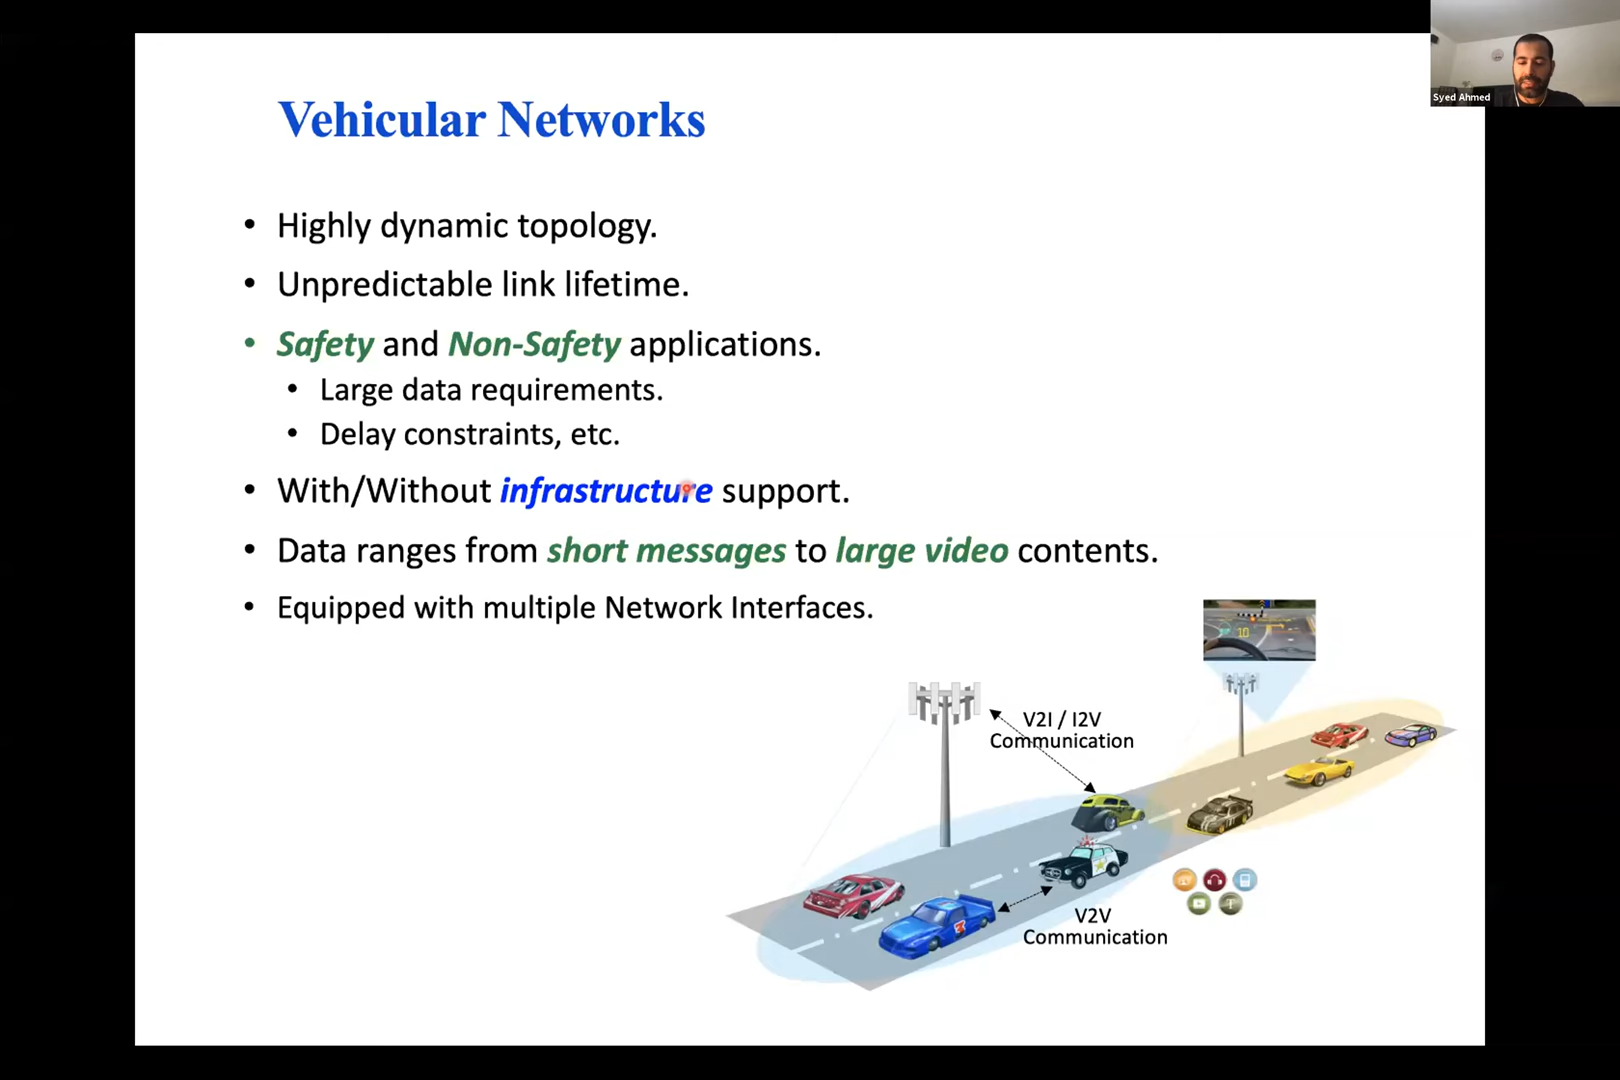 Syed Ahmed
Vehicular Networks
• Highly dynamic topology.
• Unpredictable link lifetime.
• Safety and Non-Safety applications.
• Large data requirements.
• Delay constraints, etc.
• With/Without infrastructure support.
• Data ranges from short messages to large video contents.
• Equipped with multiple Network Interfaces.
10
V2I / I2V
Communication
V2V
Communication